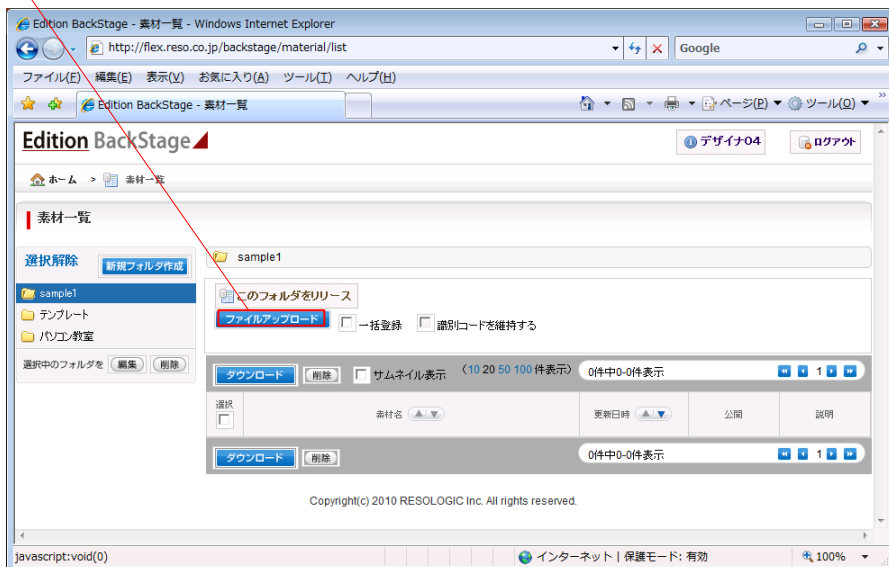 Edition BackStage - 素材一覧 - Windows Internet Explorer
http://flex.reso.co.jp/backstage/material/list
Google
ファイル(F) 編集(E) 表示(V) お気に入り(A) ツール(T) ヘルプ(H)
Edition BackStage - 素材一覧
ページ(P) ツール(O)
Edition BackStage
デザイナ04 ログアウト
ホーム > 素材一覧
素材一覧
選択解除 新規フォルダ作成
sample1
テンプレート
パソコン教室
選択中のフォルダを 編集 削除
sample1
このフォルダをリリース
ファイルアップロード 一括登録 識別コードを維持する
ダウンロード 削除 サムネイル表示 (10 20 50 100 件表示) 0件中0-0件表示 1
選択 素材名 ▲ ▼ 更新日時 ▲ ▼ 公開 説明
ダウンロード 削除 0件中0-0件表示 1
Copyright(c) 2010 RESOLOGIC Inc. All rights reserved.
javascript:void(0) インターネット | 保護モード: 有効 100%